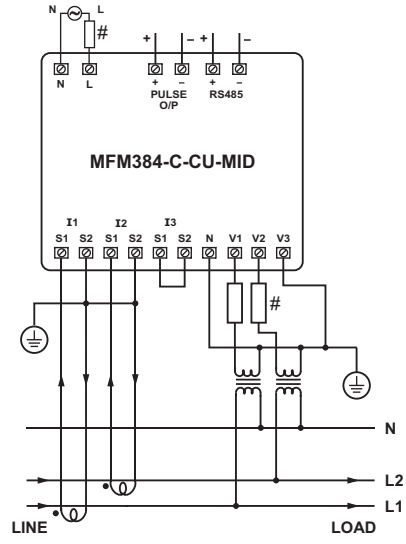 N L
#
+ – + –
N L + – + –
PULSE O/P RS485
MFM384-C-CU-MID
I1 I2 I3
S1 S2 S1 S2 S1 S2 N V1 V2 V3
#
N
L2
L1
LINE LOAD